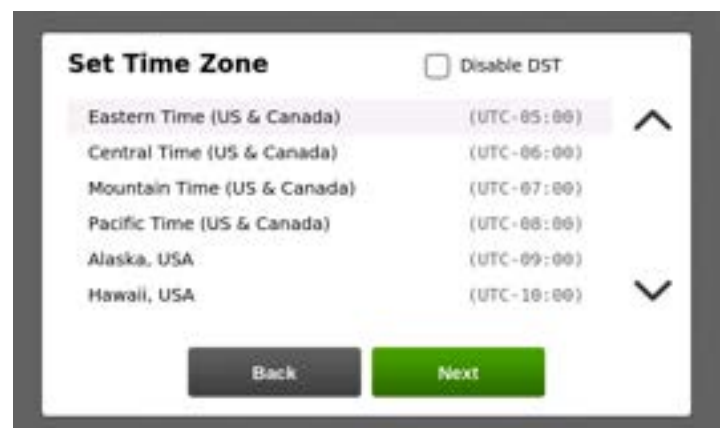 Set Time Zone Disable DST
Eastern Time (US & Canada) (UTC-05:00)
Central Time (US & Canada) (UTC-06:00)
Mountain Time (US & Canada) (UTC-07:00)
Pacific Time (US & Canada) (UTC-08:00)
Alaska, USA (UTC-09:00)
Hawaii, USA (UTC-10:00)
Back Next